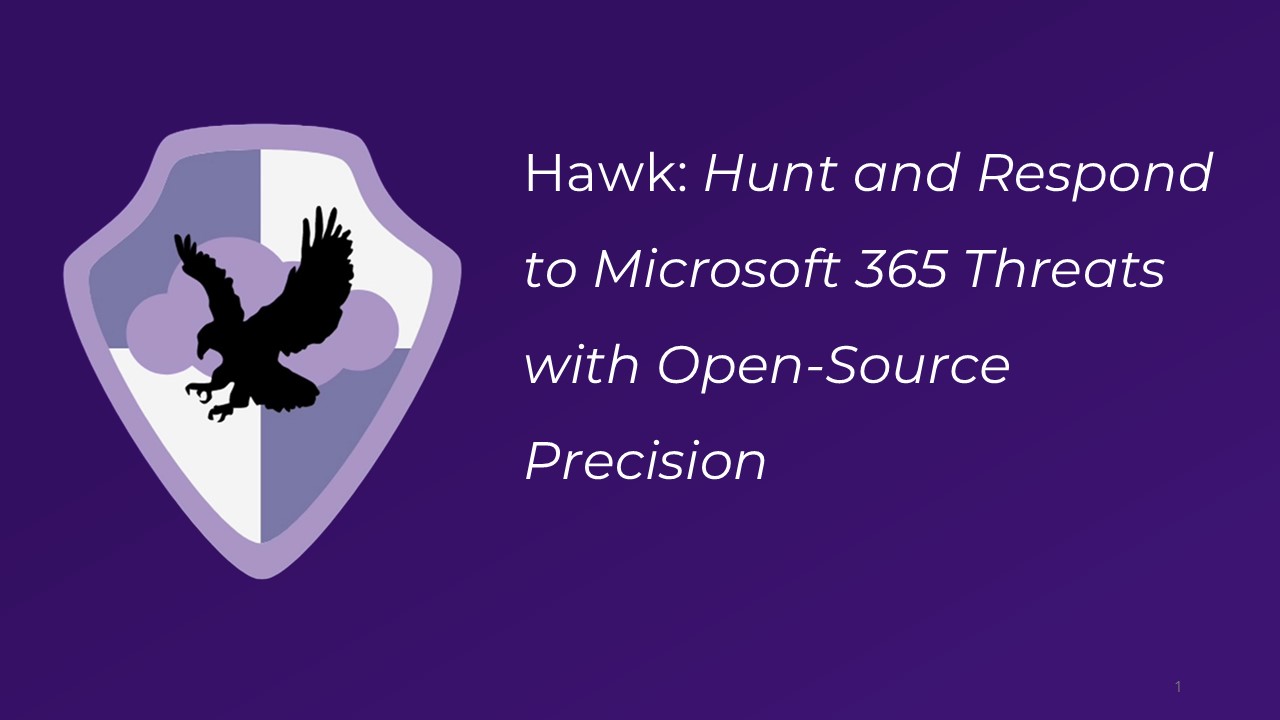 Hawk: Hunt and Respond
to Microsoft 365 Threats
with Open-Source
Precision
1